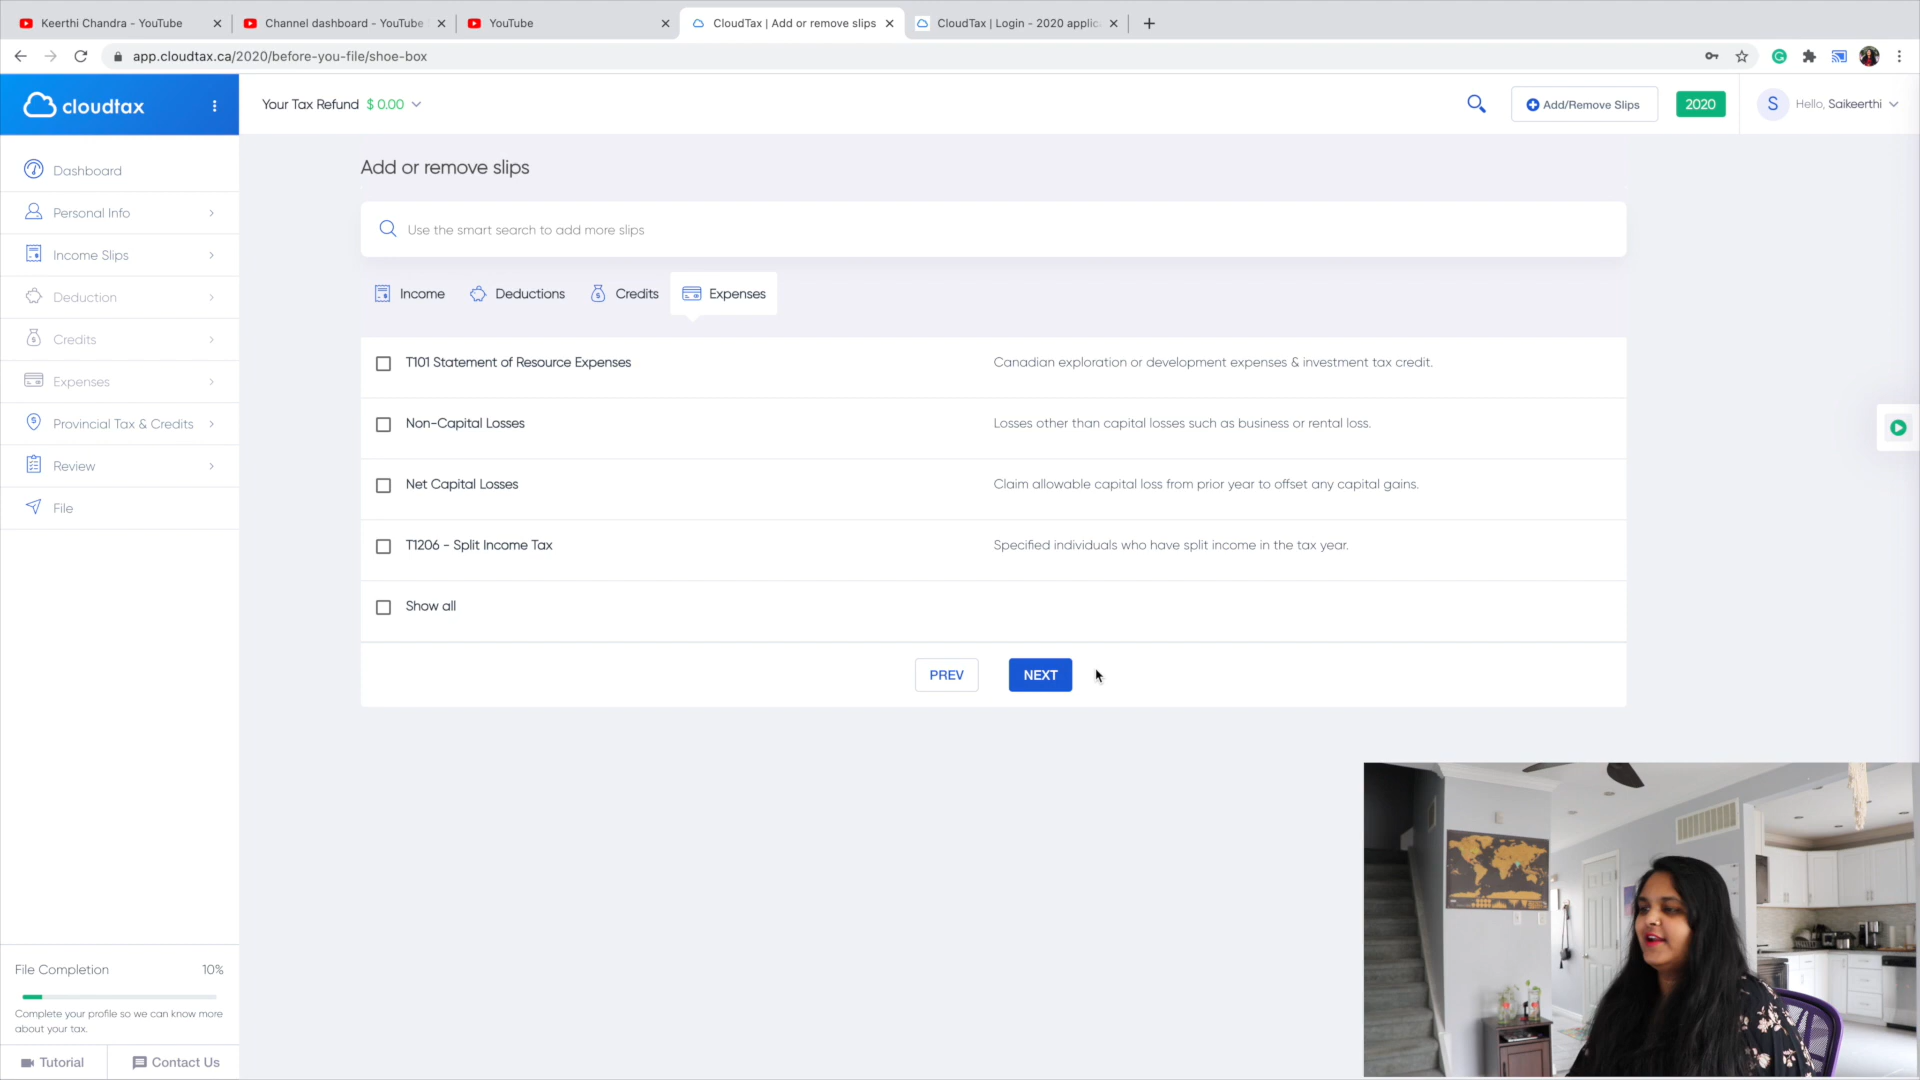 Keerthi Chandra - YouTube
Channel dashboard - YouTube
YouTube
CloudTax | Add or remove slips
CloudTax | Login - 2020 applic
app.cloudtax.ca/2020/before-you-file/shoe-box
cloudtax
Your Tax Refund $ 0.00
Add/Remove Slips
2020
S
Hello, Saikeerthi
Dashboard
Personal Info
Income Slips
Deduction
Credits
Expenses
Provincial Tax & Credits
Review
File
Add or remove slips
Use the smart search to add more slips
Income
Deductions
Credits
Expenses
T101 Statement of Resource Expenses
Canadian exploration or development expenses & investment tax credit.
Non-Capital Losses
Losses other than capital losses such as business or rental loss.
Net Capital Losses
Claim allowable capital loss from prior year to offset any capital gains.
T1206 - Split Income Tax
Specified individuals who have split income in the tax year.
Show all
PREV
NEXT
File Completion
10%
Complete your profile so we can know more
about your tax.
Tutorial
Contact Us